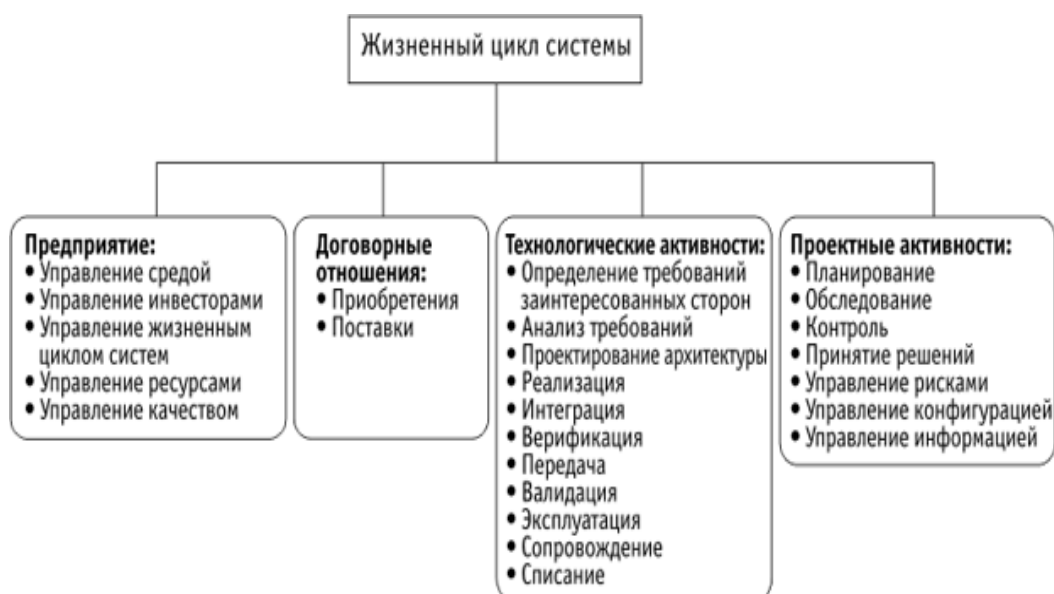 Жизненный цикл системы
Предприятие:
• Управление средой
• Управление инвесторами
• Управление жизненным
циклом систем
• Управление ресурсами
• Управление качеством
Договорные
отношения:
• Приобретения
• Поставки
Технологические активности:
• Определение требований
заинтересованных сторон
• Анализ требований
• Проектирование архитектуры
• Реализация
• Интеграция
• Верификация
• Передача
• Валидация
• Эксплуатация
• Сопровождение
• Списание
Проектные активности:
• Планирование
• Обследование
• Контроль
• Принятие решений
• Управление рисками
• Управление конфигурацией
• Управление информацией